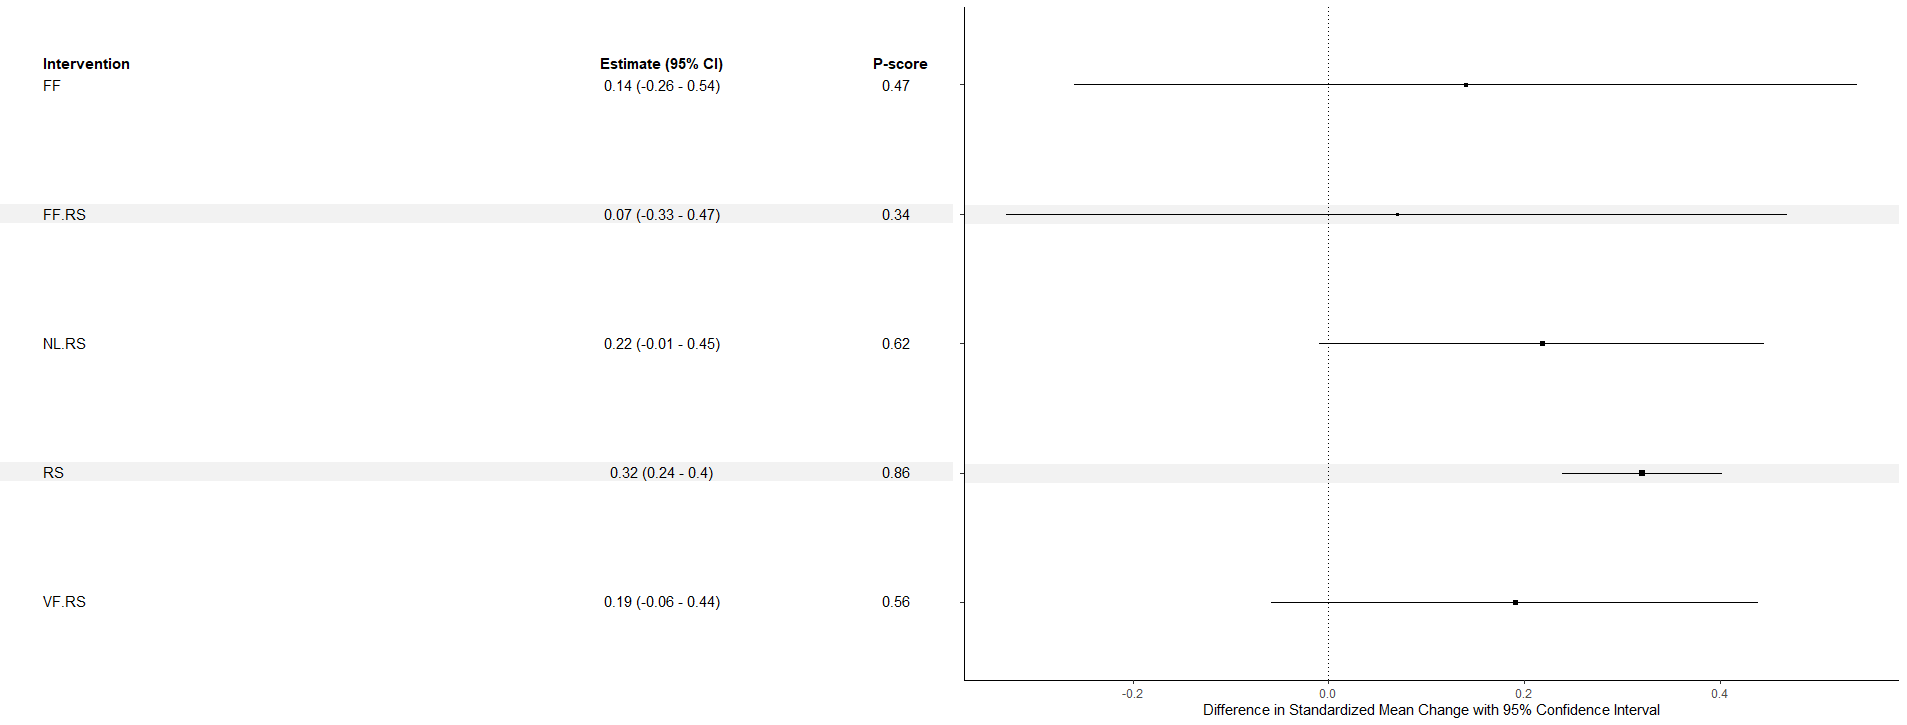 Intervention Estimate (95% CI) P-score
FF 0.14 (-0.26 - 0.54) 0.47
FF.RS 0.07 (-0.33 - 0.47) 0.34
NL.RS 0.22 (-0.01 - 0.45) 0.62
RS 0.32 (0.24 - 0.4) 0.86
VF.RS 0.19 (-0.06 - 0.44) 0.56
-0.2 0.0 0.2 0.4
Difference in Standardized Mean Change with 95% Confidence Interval